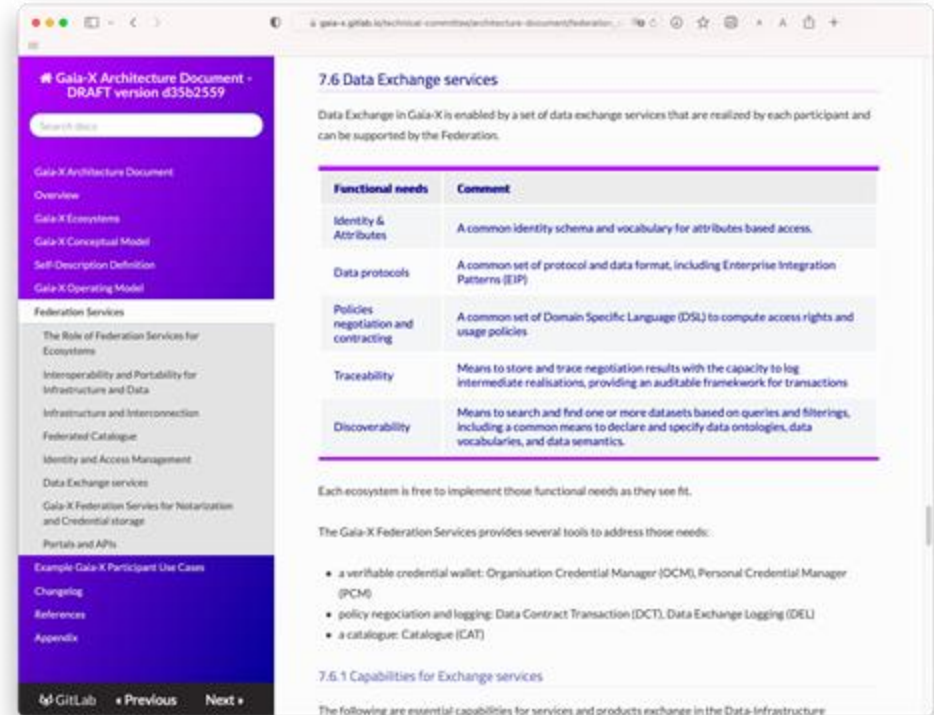 gaia-x.gitlab.io/technical-committee/architecture-document/federation_
Gaia-X Architecture Document -
DRAFT version d35b2559
Search docs
Gaia-X Architecture Document
Overview
Gaia-X Ecosystems
Gaia-X Conceptual Model
Self-Description Definition
Gaia-X Operating Model
Federation Services
The Role of Federation Services for
Ecosystems
Interoperability and Portability for
Infrastructure and Data
Infrastructure and Interconnection
Federated Catalogue
Identity and Access Management
Data Exchange services
Gaia-X Federation Servies for Notarization
and Credential storage
Portals and APIs
Example Gaia-X Participant Use Cases
Changelog
References
Appendix
GitLab « Previous Next »
7.6 Data Exchange services
Data Exchange in Gaia-X is enabled by a set of data exchange services that are realized by each participant and
can be supported by the Federation.
Functional needs Comment
Identity &
Attributes
A common identity schema and vocabulary for attributes based access.
Data protocols
A common set of protocol and data format, including Enterprise Integration
Patterns (EIP)
Policies
negotiation and
contracting
A common set of Domain Specific Language (DSL) to compute access rights and
usage policies
Traceability
Means to store and trace negotiation results with the capacity to log
intermediate realisations, providing an auditable framekwork for transactions
Discoverability
Means to search and find one or more datasets based on queries and filterings,
including a common means to declare and specify data ontologies, data
vocabularies, and data semantics.
Each ecosystem is free to implement those functional needs as they see fit.
The Gaia-X Federation Services provides several tools to address those needs:
• a verifiable credential wallet: Organisation Credential Manager (OCM), Personal Credential Manager
(PCM)
• policy negociation and logging: Data Contract Transaction (DCT), Data Exchange Logging (DEL)
• a catalogue: Catalogue (CAT)
7.6.1 Capabilities for Exchange services
The following are essential capabilities for services and products exchange in the Data-Infrastructure